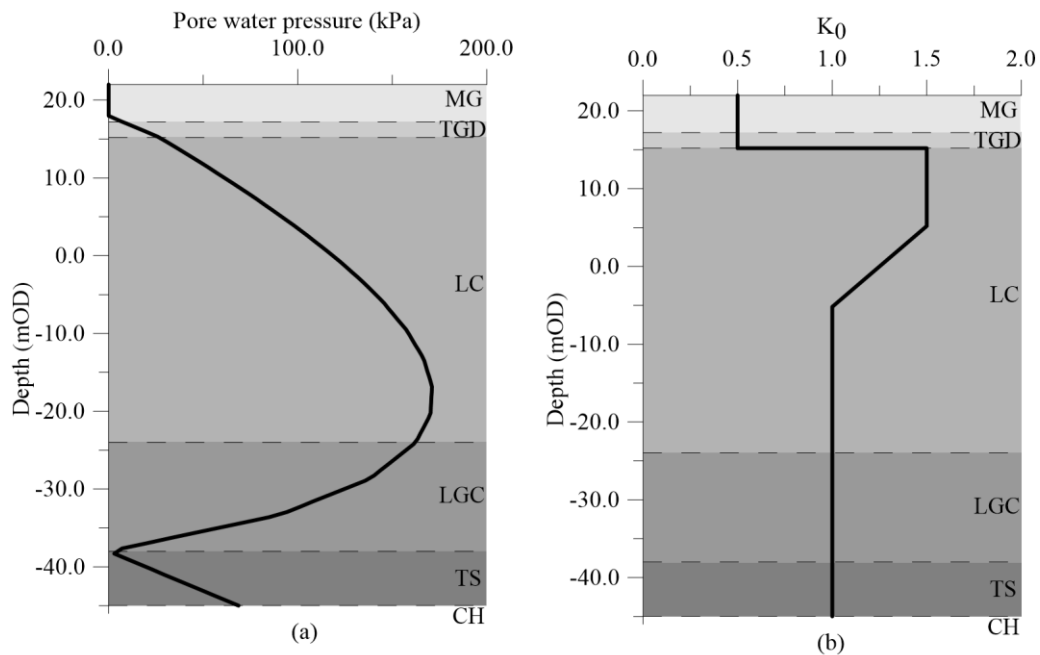 Pore water pressure (kPa)
0.0 100.0 200.0
20.0
10.0
0.0
-10.0
-20.0
-30.0
-40.0
Depth (mOD)
MG
TGD
LC
LGC
TS
CH
(a)
K0
0.0 0.5 1.0 1.5 2.0
20.0
10.0
0.0
-10.0
-20.0
-30.0
-40.0
Depth (mOD)
MG
TGD
LC
LGC
TS
CH
(b)